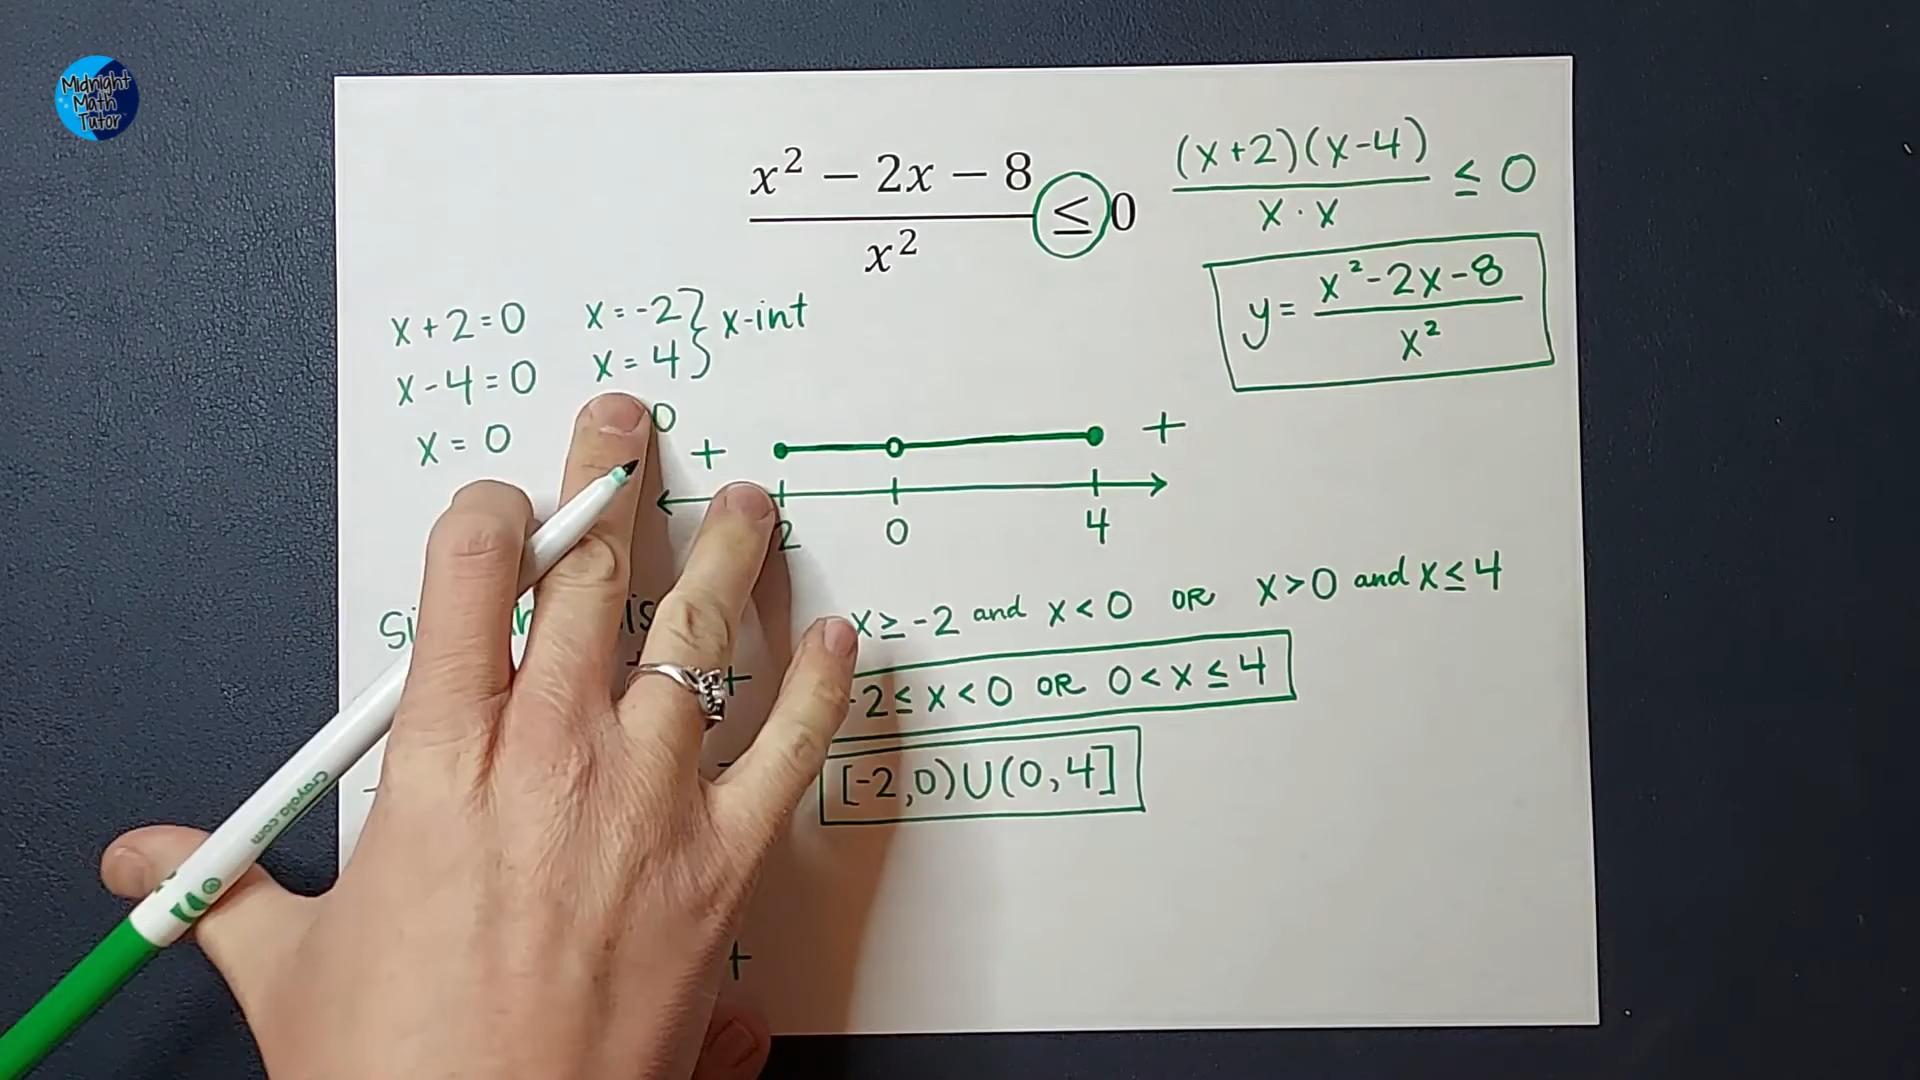 Midnight
Math
Tutor
x² − 2x − 8
x²
≤ 0
(x+2)(x-4)
x · x
≤ 0
y = x²-2x-8
x²
x+2=0 x=-2 } x-int
x-4=0 x=4
x=0 0
+ +
2 0 4
x ≥ -2 and x < 0 OR x > 0 and x ≤ 4
-2 ≤ x < 0 OR 0 < x ≤ 4
[-2,0)∪(0,4]
+
+
Crayola.com